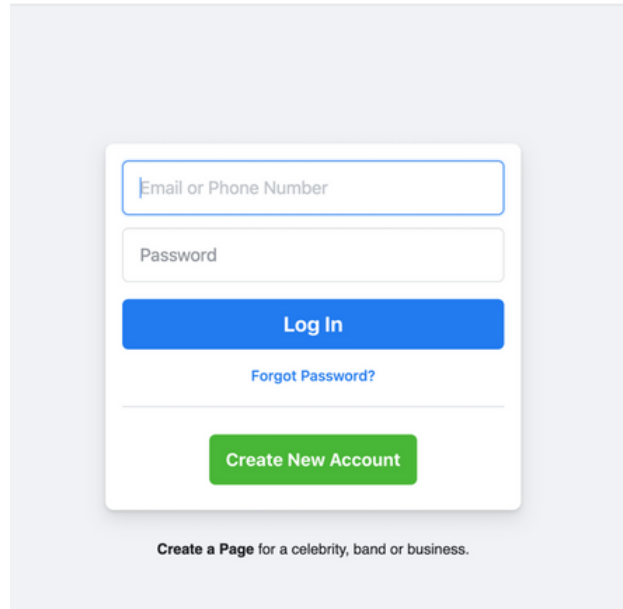 Email or Phone Number
Password
Log In
Forgot Password?
Create New Account
Create a Page for a celebrity, band or business.